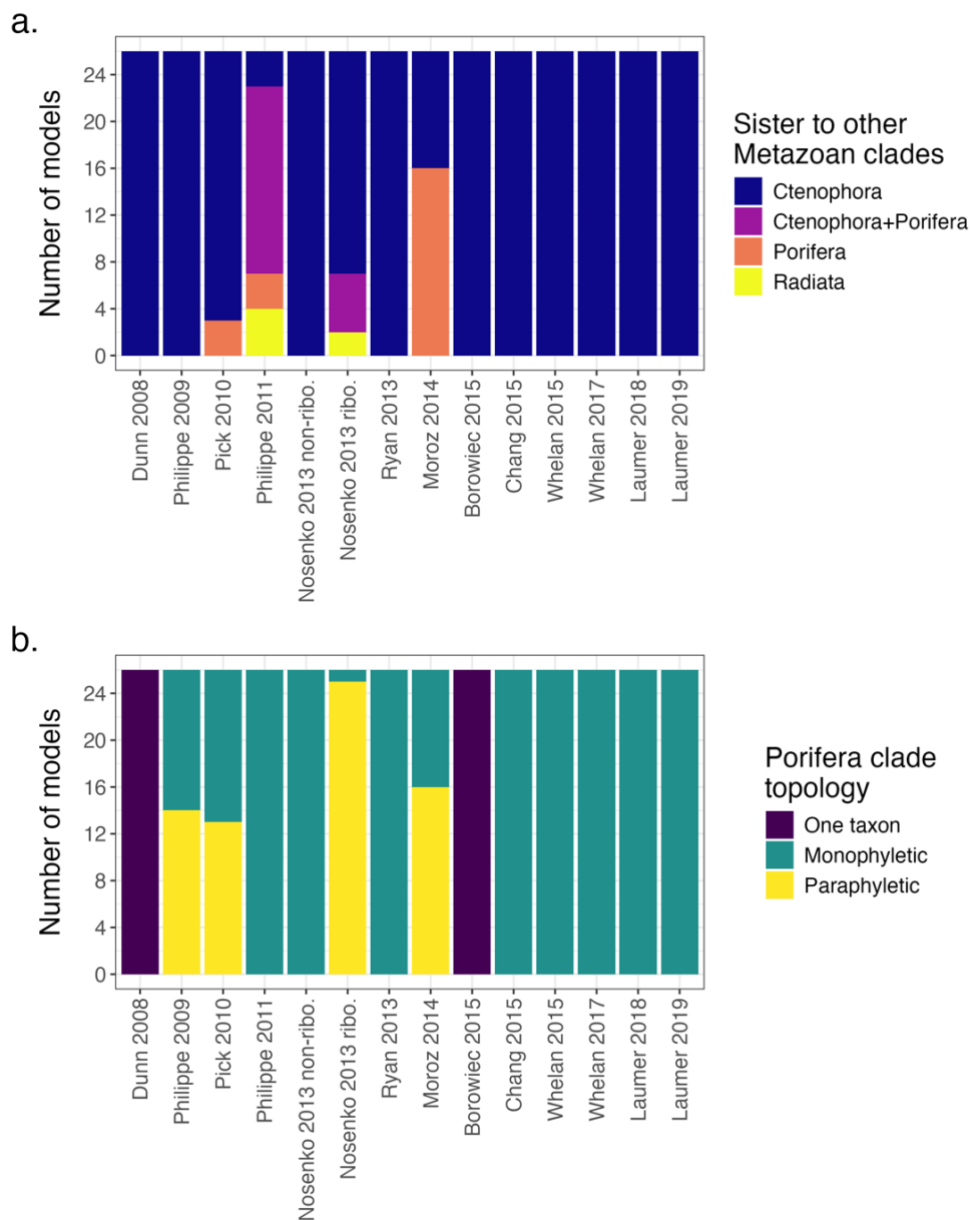 a.
Number of models
24
20
16
12
8
4
0
Dunn 2008
Philippe 2009
Pick 2010
Philippe 2011
Nosenko 2013 non-ribo.
Nosenko 2013 ribo.
Ryan 2013
Moroz 2014
Borowiec 2015
Chang 2015
Whelan 2015
Whelan 2017
Laumer 2018
Laumer 2019
Sister to other
Metazoan clades
Ctenophora
Ctenophora+Porifera
Porifera
Radiata
b.
Number of models
24
20
16
12
8
4
0
Dunn 2008
Philippe 2009
Pick 2010
Philippe 2011
Nosenko 2013 non-ribo.
Nosenko 2013 ribo.
Ryan 2013
Moroz 2014
Borowiec 2015
Chang 2015
Whelan 2015
Whelan 2017
Laumer 2018
Laumer 2019
Porifera clade
topology
One taxon
Monophyletic
Paraphyletic